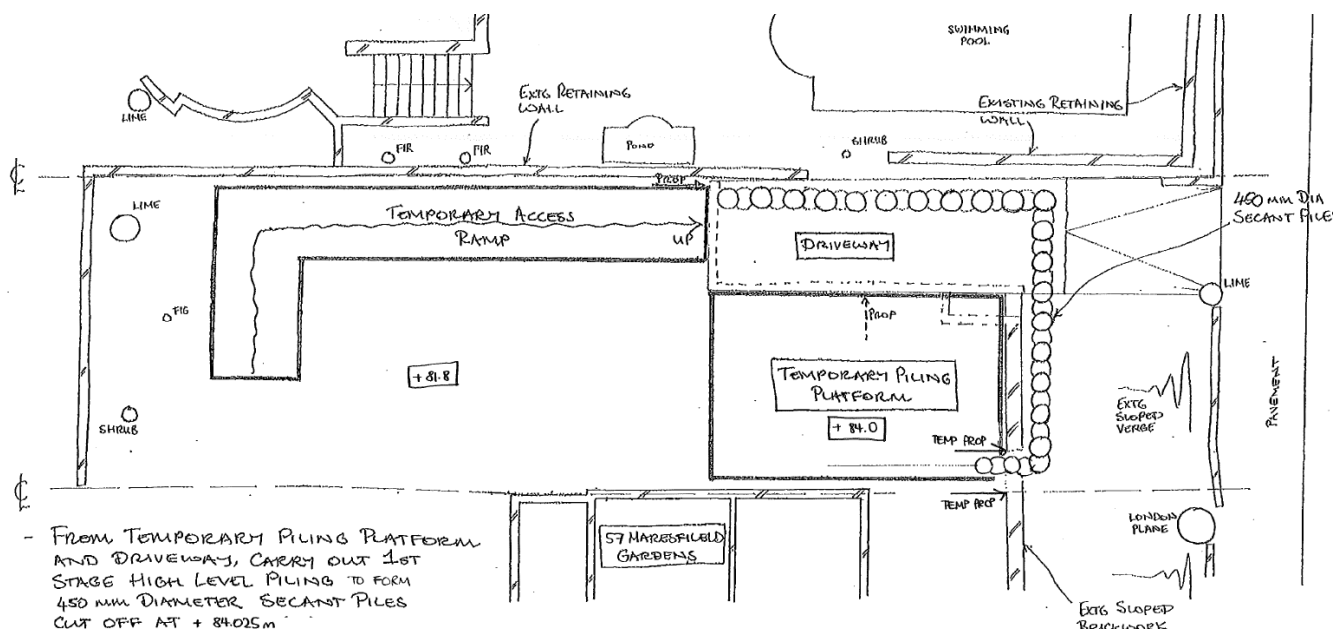 SWIMMING
POOL
EXTG RETAINING
WALL
EXISTING RETAINING
WALL
LIME
FIR
FIR
POND
SHRUB
℄
PROP
450 MM DIA
SECANT PILES
LIME
TEMPORARY ACCESS
RAMP
UP
DRIVEWAY
LIME
FIG
PROP
+ 81.8
TEMPORARY PILING
PLATFORM
+ 84.0
EXTG
SLOPED
VERGE
PAVEMENT
SHRUB
TEMP PROP
℄
TEMP PROP
LONDON
PLANE
57 MARESFILELD
GARDENS
- FROM TEMPORARY PILING PLATFORM
AND DRIVEWAY, CARRY OUT 1ST
STAGE HIGH LEVEL PILING TO FORM
450 MM DIAMETER SECANT PILES
CUT OFF AT + 84.025m
EXTG SLOPED
BRICKWORK